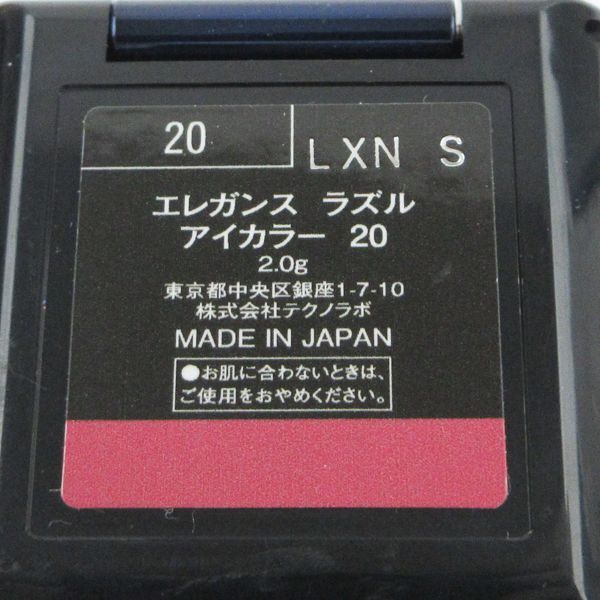 20
LXN S
エレガンス ラズル
アイカラー 20
2.0g
東京都中央区銀座1-7-10
株式会社テクノラボ
MADE IN JAPAN
●お肌に合わないときは、
ご使用をおやめください。